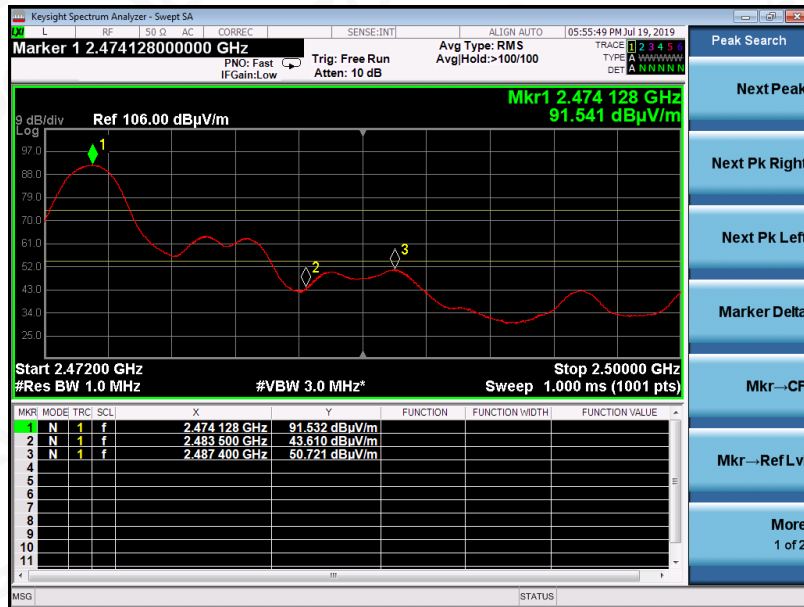 Keysight Spectrum Analyzer - Swept SA
LXI L RF 50 Ω AC CORREC SENSE:INT ALIGN AUTO 05:55:49 PM Jul 19, 2019
Marker 1 2.474128000000 GHz
PNO: Fast
IFGain:Low
Trig: Free Run
Atten: 10 dB
Avg Type: RMS
Avg|Hold:>100/100
TRACE 1 2 3 4 5 6
TYPE A WWWWW
DET A N N N N N
Peak Search
Next Peak
Next Pk Right
Next Pk Left
Marker Delta
Mkr→CF
Mkr→Ref Lv
More
1 of 2
Mkr1 2.474 128 GHz
91.541 dBµV/m
9 dB/div Ref 106.00 dBµV/m
Log
97.0
88.0
79.0
70.0
61.0
52.0
43.0
34.0
25.0
1
2
3
Start 2.47200 GHz Stop 2.50000 GHz
#Res BW 1.0 MHz #VBW 3.0 MHz* Sweep 1.000 ms (1001 pts)
MKR MODE TRC SCL X Y FUNCTION FUNCTION WIDTH FUNCTION VALUE
1 N 1 f 2.474 128 GHz 91.532 dBµV/m
2 N 1 f 2.483 500 GHz 43.610 dBµV/m
3 N 1 f 2.487 400 GHz 50.721 dBµV/m
4
5
6
7
8
9
10
11
MSG STATUS